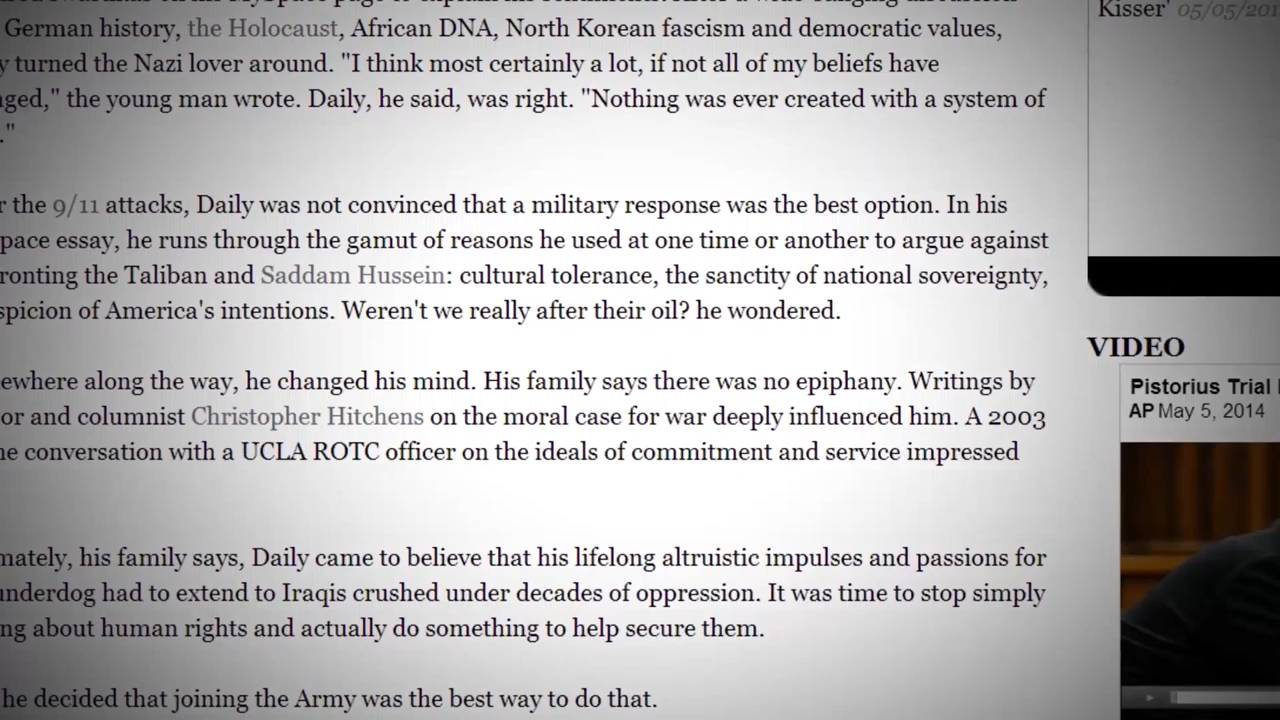 German history, the Holocaust, African DNA, North Korean fascism and democratic values,
y turned the Nazi lover around. "I think most certainly a lot, if not all of my beliefs have
ged," the young man wrote. Daily, he said, was right. "Nothing was ever created with a system of
."
r the 9/11 attacks, Daily was not convinced that a military response was the best option. In his
pace essay, he runs through the gamut of reasons he used at one time or another to argue against
ronting the Taliban and Saddam Hussein: cultural tolerance, the sanctity of national sovereignty,
spicion of America's intentions. Weren't we really after their oil? he wondered.
ewhere along the way, he changed his mind. His family says there was no epiphany. Writings by
or and columnist Christopher Hitchens on the moral case for war deeply influenced him. A 2003
ne conversation with a UCLA ROTC officer on the ideals of commitment and service impressed
mately, his family says, Daily came to believe that his lifelong altruistic impulses and passions for
underdog had to extend to Iraqis crushed under decades of oppression. It was time to stop simply
ng about human rights and actually do something to help secure them.
he decided that joining the Army was the best way to do that.
Kisser' 05/05/201
VIDEO
Pistorius Trial
AP May 5, 2014